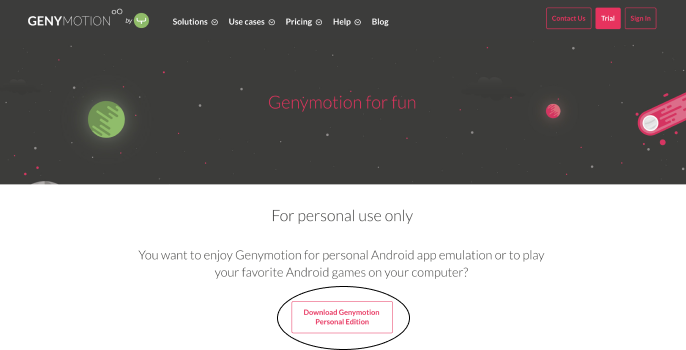 GENYMOTION by
Solutions Use cases Pricing Help Blog
Contact Us Trial Sign In
Genymotion for fun
For personal use only
You want to enjoy Genymotion for personal Android app emulation or to play
your favorite Android games on your computer?
Download Genymotion
Personal Edition